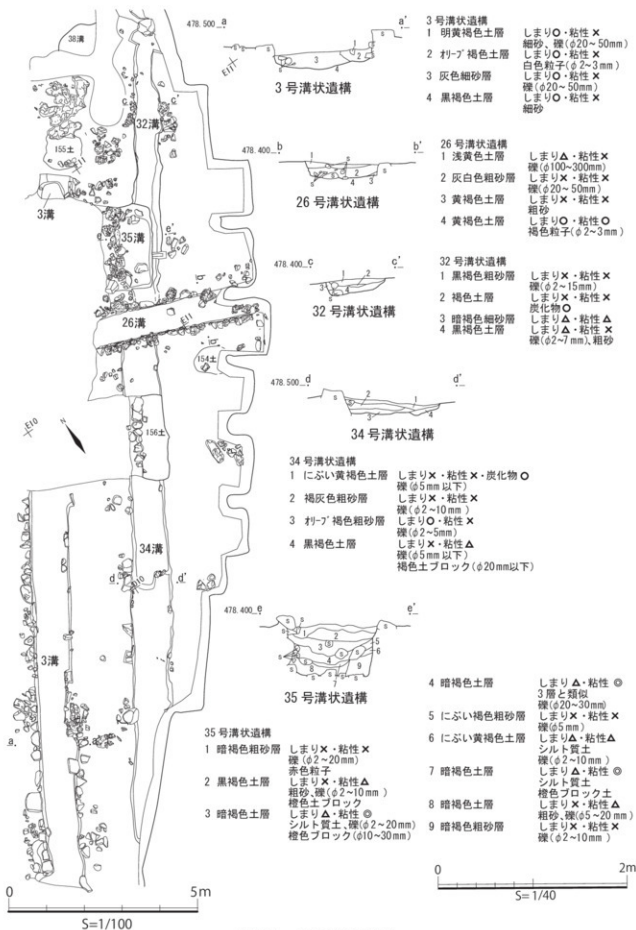 38溝
32溝
c
c'
155土
E11
3溝
e
e'
35溝
b
26溝
E11
154土
b'
E10
N
156土
34溝
d
d'
E10
3溝
a
a'
0 5m
S=1/100
478.500 a a'
E11
1
2
3
4
s
3号溝状遺構
3号溝状遺構
1 明黄褐色土層 しまり○・粘性×
細砂、礫(φ20~50mm)
2 オリーブ褐色土層 しまり○・粘性×
白色粒子(φ2~3mm)
3 灰色細砂層 しまり○・粘性×
礫(φ20~50mm)
4 黒褐色土層 しまり○・粘性×
細砂
478.400 b b'
1
2
3
4
s
26号溝状遺構
26号溝状遺構
1 浅黄色土層 しまり△・粘性×
礫(φ100~300mm)
2 灰白色粗砂層 しまり×・粘性×
礫(φ20~50mm)
3 黄褐色土層 しまり×・粘性×
粗砂
4 黄褐色土層 しまり○・粘性○
褐色粒子(φ2~3mm)
478.400 c c'
1
2
3
4
32号溝状遺構
32号溝状遺構
1 黒褐色粗砂層 しまり×・粘性×
礫(φ2~15mm)
2 褐色土層 しまり×・粘性×
炭化物○
3 暗褐色細砂層 しまり△・粘性△
4 黒褐色土層 しまり△・粘性×
礫(φ2~7mm)、粗砂
478.500 d d'
1
2
3
4
s
34号溝状遺構
34号溝状遺構
1 にぶい黄褐色土層 しまり×・粘性×・炭化物○
礫(φ5mm以下)
2 褐灰色粗砂層 しまり×・粘性×
礫(φ2~10mm)
3 オリーブ褐色粗砂層 しまり○・粘性×
礫(φ2~5mm)
4 黒褐色土層 しまり×・粘性△
礫(φ5mm以下)
褐色土ブロック(φ20mm以下)
478.400 e e'
1
2
3
4
5
6
7
8
9
s
35号溝状遺構
35号溝状遺構
1 暗褐色粗砂層 しまり×・粘性×
礫(φ2~20mm)
赤色粒子
2 黒褐色土層 しまり×・粘性△
粗砂、礫(φ2~10mm)
橙色土ブロック
3 暗褐色土層 しまり△・粘性◎
シルト質土、礫(φ2~20mm)
橙色ブロック(φ10~30mm)
4 暗褐色土層 しまり△・粘性◎
3層と類似
礫(φ20~30mm)
5 にぶい褐色粗砂層 しまり×・粘性×
礫(φ5mm)
6 にぶい黄褐色土層 しまり△・粘性△
シルト質土
礫(φ2~10mm)
7 暗褐色土層 しまり△・粘性◎
シルト質土
橙色ブロック土
8 暗褐色土層 しまり×・粘性△
粗砂、礫(φ5~20mm)
9 暗褐色粗砂層 しまり×・粘性×
礫(φ2~10mm)
0 2m
S=1/40